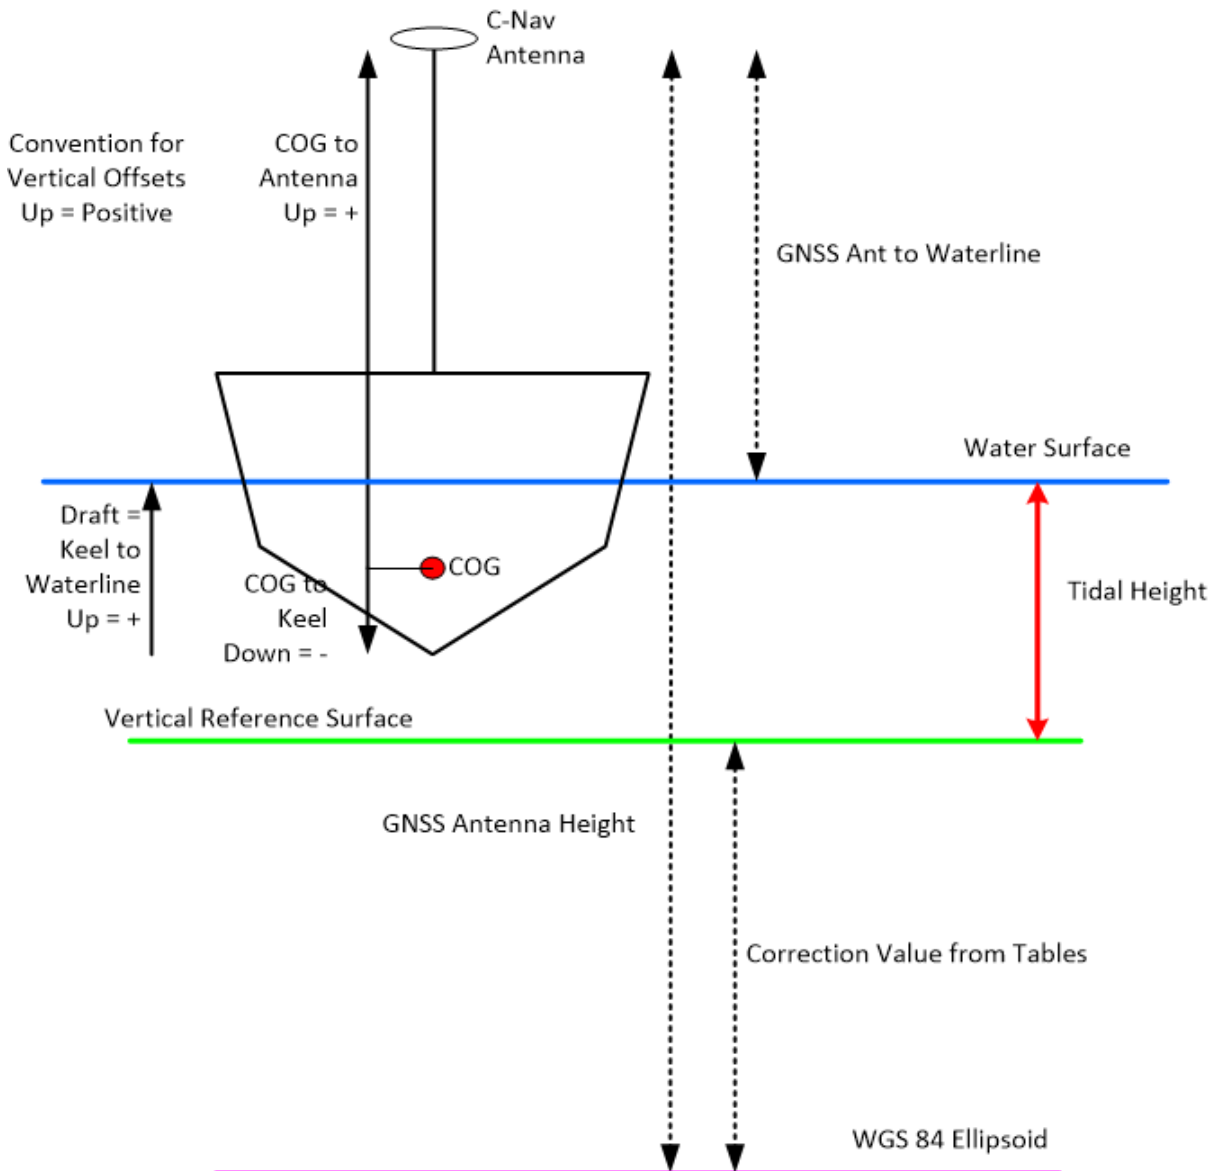 C-Nav
Antenna
Convention for
Vertical Offsets
Up = Positive
COG to
Antenna
Up = +
GNSS Ant to Waterline
Water Surface
Draft =
Keel to
Waterline
Up = +
COG to
Keel
Down = -
COG
Tidal Height
Vertical Reference Surface
GNSS Antenna Height
Correction Value from Tables
WGS 84 Ellipsoid